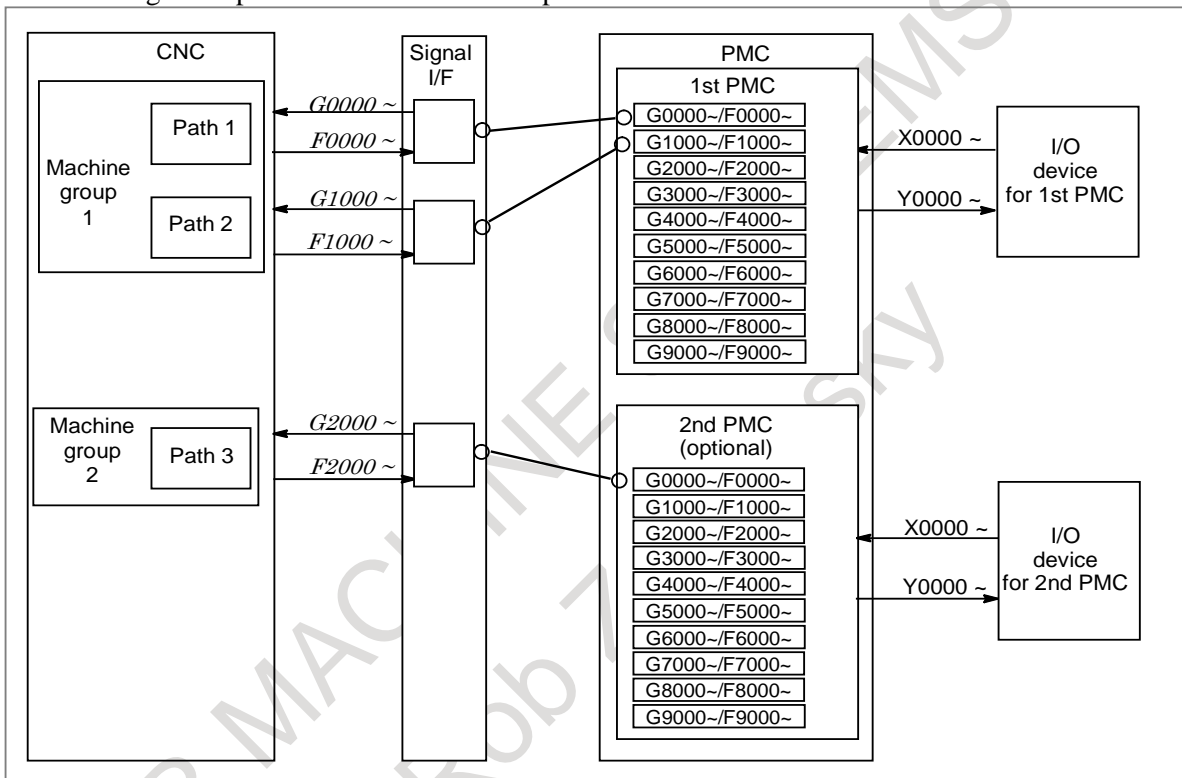 CNC
Machine
group
1
Path 1
Path 2
Machine
group
2
Path 3
G0000 ~
F0000 ~
G1000 ~
F1000 ~
G2000 ~
F2000 ~
Signal
I/F
PMC
1st PMC
G0000~/F0000~
G1000~/F1000~
G2000~/F2000~
G3000~/F3000~
G4000~/F4000~
G5000~/F5000~
G6000~/F6000~
G7000~/F7000~
G8000~/F8000~
G9000~/F9000~
2nd PMC
(optional)
G0000~/F0000~
G1000~/F1000~
G2000~/F2000~
G3000~/F3000~
G4000~/F4000~
G5000~/F5000~
G6000~/F6000~
G7000~/F7000~
G8000~/F8000~
G9000~/F9000~
X0000 ~
Y0000 ~
I/O
device
for 1st PMC
X0000 ~
Y0000 ~
I/O
device
for 2nd PMC
MACHINE
Rob